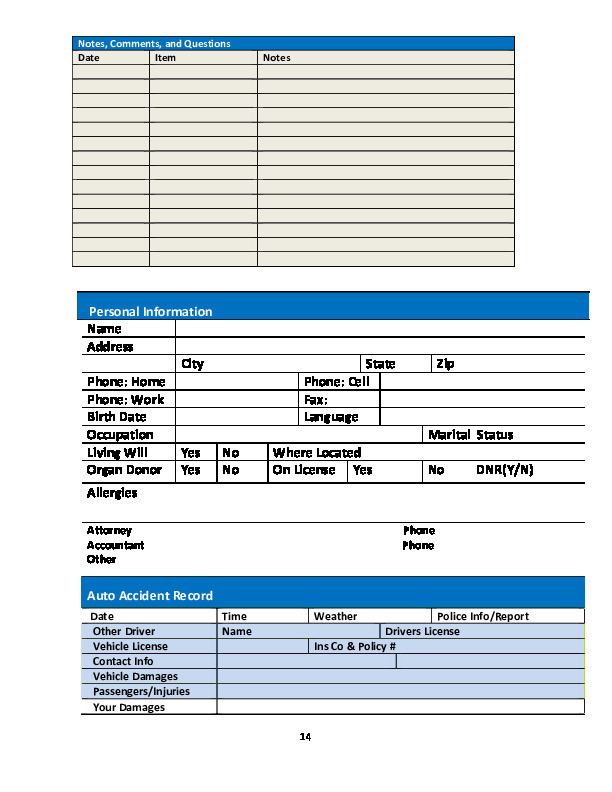 Notes, Comments, and Questions
Date Item Notes
Personal Information
Name
Address
City State Zip
Phone; Home Phone; Cell
Phone; Work Fax;
Birth Date Language
Occupation Marital Status
Living Will Yes No Where Located
Organ Donor Yes No On License Yes No DNR(Y/N)
Allergies
Attorney Phone
Accountant Phone
Other
Auto Accident Record
Date Time Weather Police Info/Report
Other Driver Name Drivers License
Vehicle License Ins Co & Policy #
Contact Info
Vehicle Damages
Passengers/Injuries
Your Damages
14